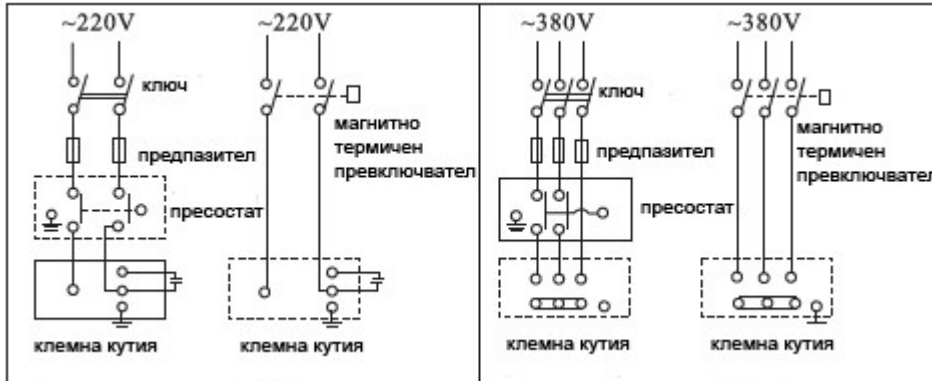 ~220V
~220V
ключ
магнитно
термичен
превключвател
предпазител
пресостат
клемна кутия
клемна кутия
~380V
~380V
ключ
магнитно
термичен
превключвател
предпазител
пресостат
клемна кутия
клемна кутия